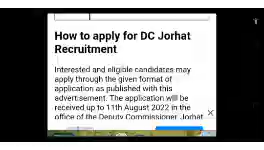 How to apply for DC Jorhat
Recruitment
Interested and eligible candidates may
apply through the given format of
application as published with this
advertisement. The application will be
received up to 11th August 2022 in the
office of the Deputy Commissioner, Jorhat